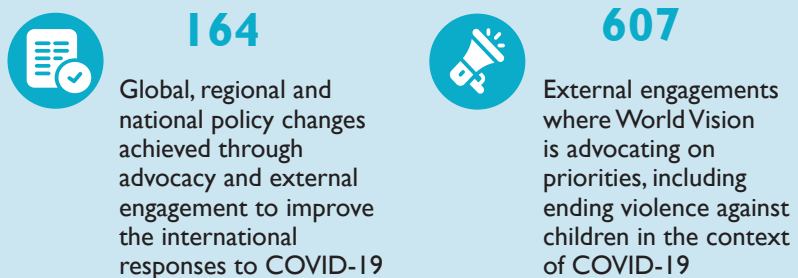 164
Global, regional and
national policy changes
achieved through
advocacy and external
engagement to improve
the international
responses to COVID-19
607
External engagements
where World Vision
is advocating on
priorities, including
ending violence against
children in the context
of COVID-19